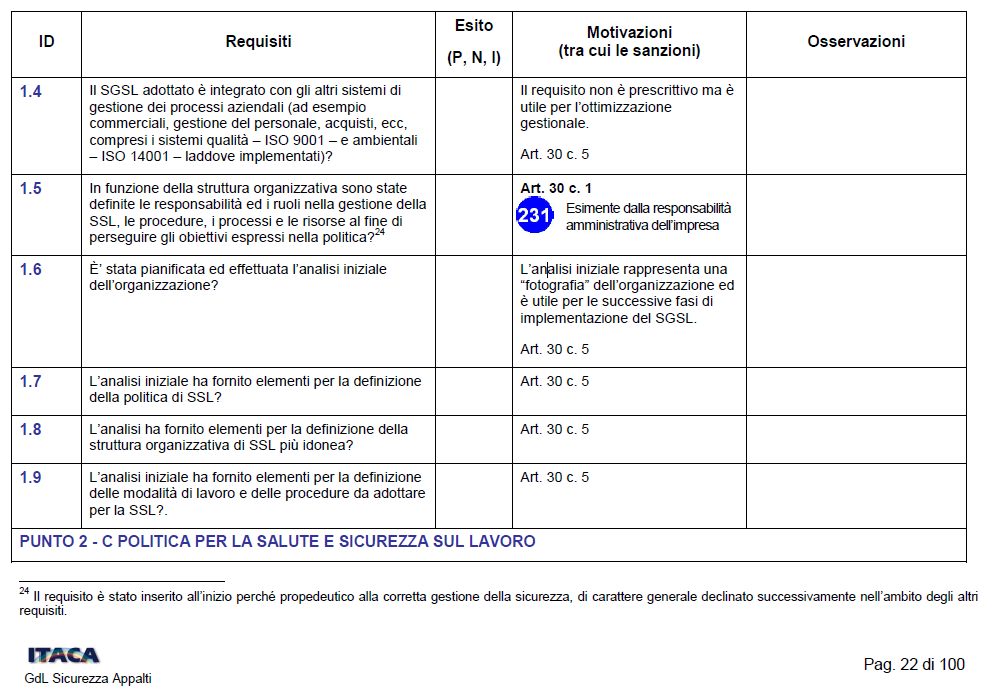 ID
Requisiti
Esito
(P, N, I)
Motivazioni
(tra cui le sanzioni)
Osservazioni
1.4
Il SGSL adottato è integrato con gli altri sistemi di
gestione dei processi aziendali (ad esempio
commerciali, gestione del personale, acquisti, ecc,
compresi i sistemi qualità – ISO 9001 – e ambientali
– ISO 14001 – laddove implementati)?
Il requisito non è prescrittivo ma è
utile per l'ottimizzazione
gestionale.
Art. 30 c. 5
1.5
In funzione della struttura organizzativa sono state
definite le responsabilità ed i ruoli nella gestione della
SSL, le procedure, i processi e le risorse al fine di
perseguire gli obiettivi espressi nella politica?24
Art. 30 c. 1
231
Esimente dalla responsabilità
amministrativa dell'impresa
1.6
È' stata pianificata ed effettuata l'analisi iniziale
dell'organizzazione?
L'analisi iniziale rappresenta una
“fotografia” dell'organizzazione ed
è utile per le successive fasi di
implementazione del SGSL.
Art. 30 c. 5
1.7
L'analisi iniziale ha fornito elementi per la definizione
della politica di SSL?
Art. 30 c. 5
1.8
L'analisi ha fornito elementi per la definizione della
struttura organizzativa di SSL più idonea?
Art. 30 c. 5
1.9
L'analisi iniziale ha fornito elementi per la definizione
delle modalità di lavoro e delle procedure da adottare
per la SSL?.
Art. 30 c. 5
PUNTO 2 - C POLITICA PER LA SALUTE E SICUREZZA SUL LAVORO
24 Il requisito è stato inserito all'inizio perché propedeutico alla corretta gestione della sicurezza, di carattere generale declinato successivamente nell'ambito degli altri
requisiti.
ITACA
GdL Sicurezza Appalti
Pag. 22 di 100